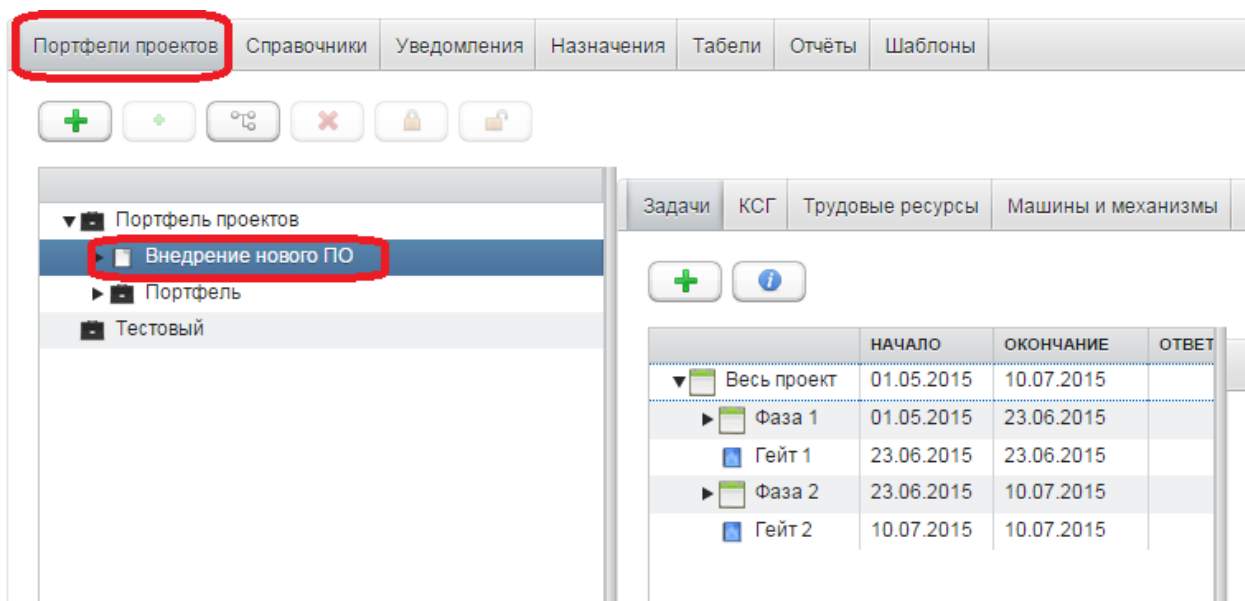 Портфели проектов Справочники Уведомления Назначения Табели Отчёты Шаблоны
Портфель проектов
Внедрение нового ПО
Портфель
Тестовый
Задачи КСГ Трудовые ресурсы Машины и механизмы
НАЧАЛО ОКОНЧАНИЕ ОТВЕТ
Весь проект 01.05.2015 10.07.2015
Фаза 1 01.05.2015 23.06.2015
Гейт 1 23.06.2015 23.06.2015
Фаза 2 23.06.2015 10.07.2015
Гейт 2 10.07.2015 10.07.2015